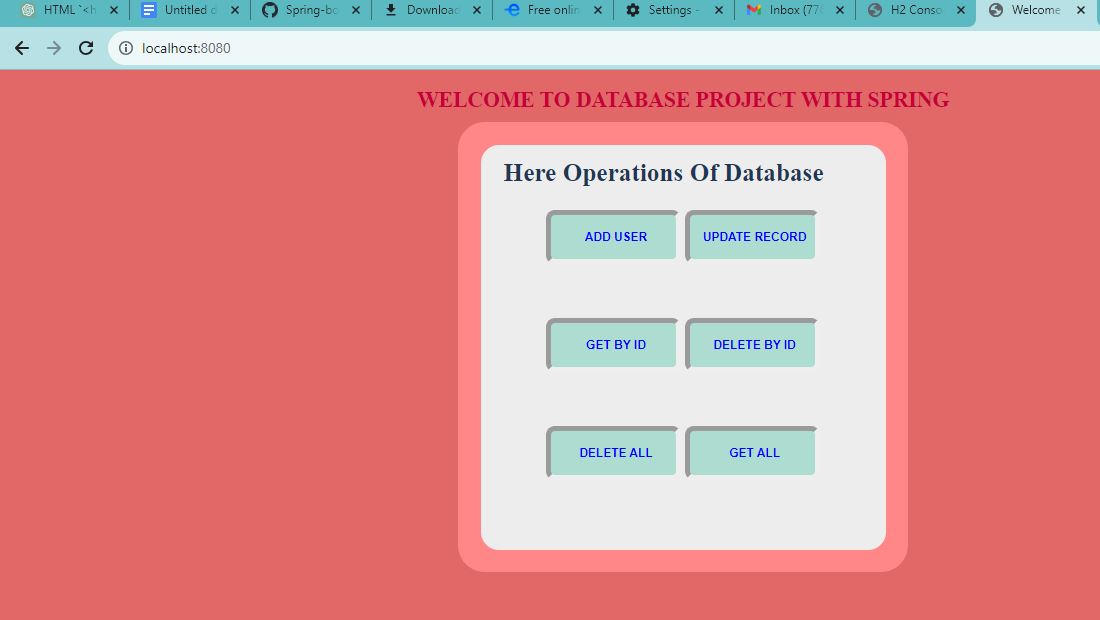 HTML `<h
Untitled d
Spring-bo
Download
Free onlin
Settings -
Inbox (77
H2 Conso
Welcome
localhost:8080
WELCOME TO DATABASE PROJECT WITH SPRING
Here Operations Of Database
ADD USER
UPDATE RECORD
GET BY ID
DELETE BY ID
DELETE ALL
GET ALL